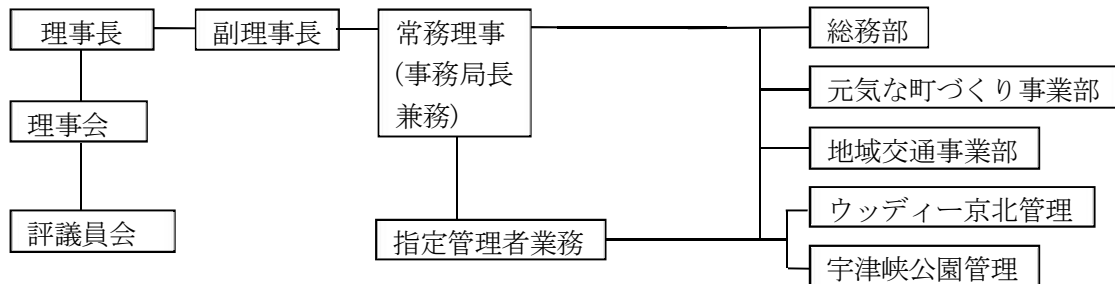 理事長
副理事長
常務理事
(事務局長
兼務)
総務部
元気な町づくり事業部
理事会
地域交通事業部
評議員会
指定管理者業務
ウッディー京北管理
宇津峡公園管理